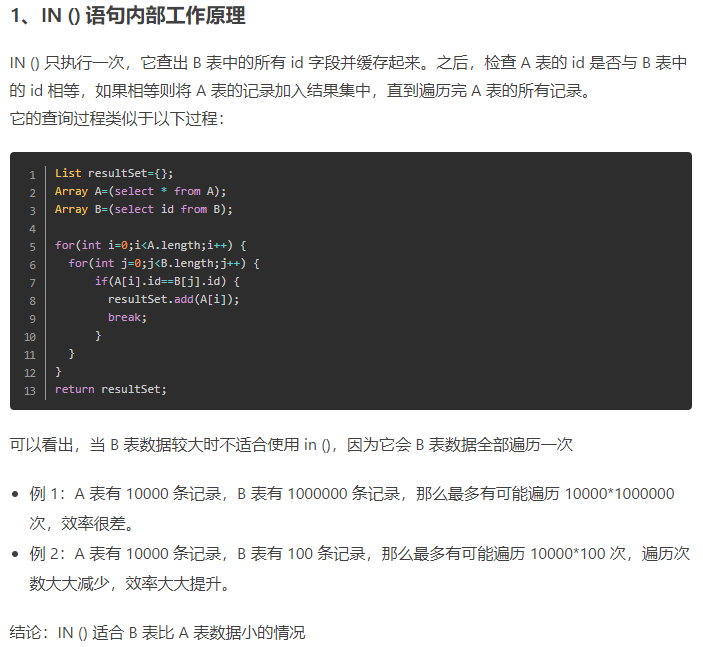 1、IN () 语句内部工作原理
IN () 只执行一次，它查出 B 表中的所有 id 字段并缓存起来。之后，检查 A 表的 id 是否与 B 表中
的 id 相等，如果相等则将 A 表的记录加入结果集中，直到遍历完 A 表的所有记录。
它的查询过程类似于以下过程：
1 List resultSet={};
2 Array A=(select * from A);
3 Array B=(select id from B);
4
5 for(int i=0;i<A.length;i++) {
6   for(int j=0;j<B.length;j++) {
7       if(A[i].id==B[j].id) {
8         resultSet.add(A[i]);
9         break;
10       }
11   }
12 }
13 return resultSet;
可以看出，当 B 表数据较大时不适合使用 in ()，因为它会 B 表数据全部遍历一次
• 例 1：A 表有 10000 条记录，B 表有 1000000 条记录，那么最多有可能遍历 10000*1000000
次，效率很差。
• 例 2：A 表有 10000 条记录，B 表有 100 条记录，那么最多有可能遍历 10000*100 次，遍历次
数大大减少，效率大大提升。
结论：IN () 适合 B 表比 A 表数据小的情况